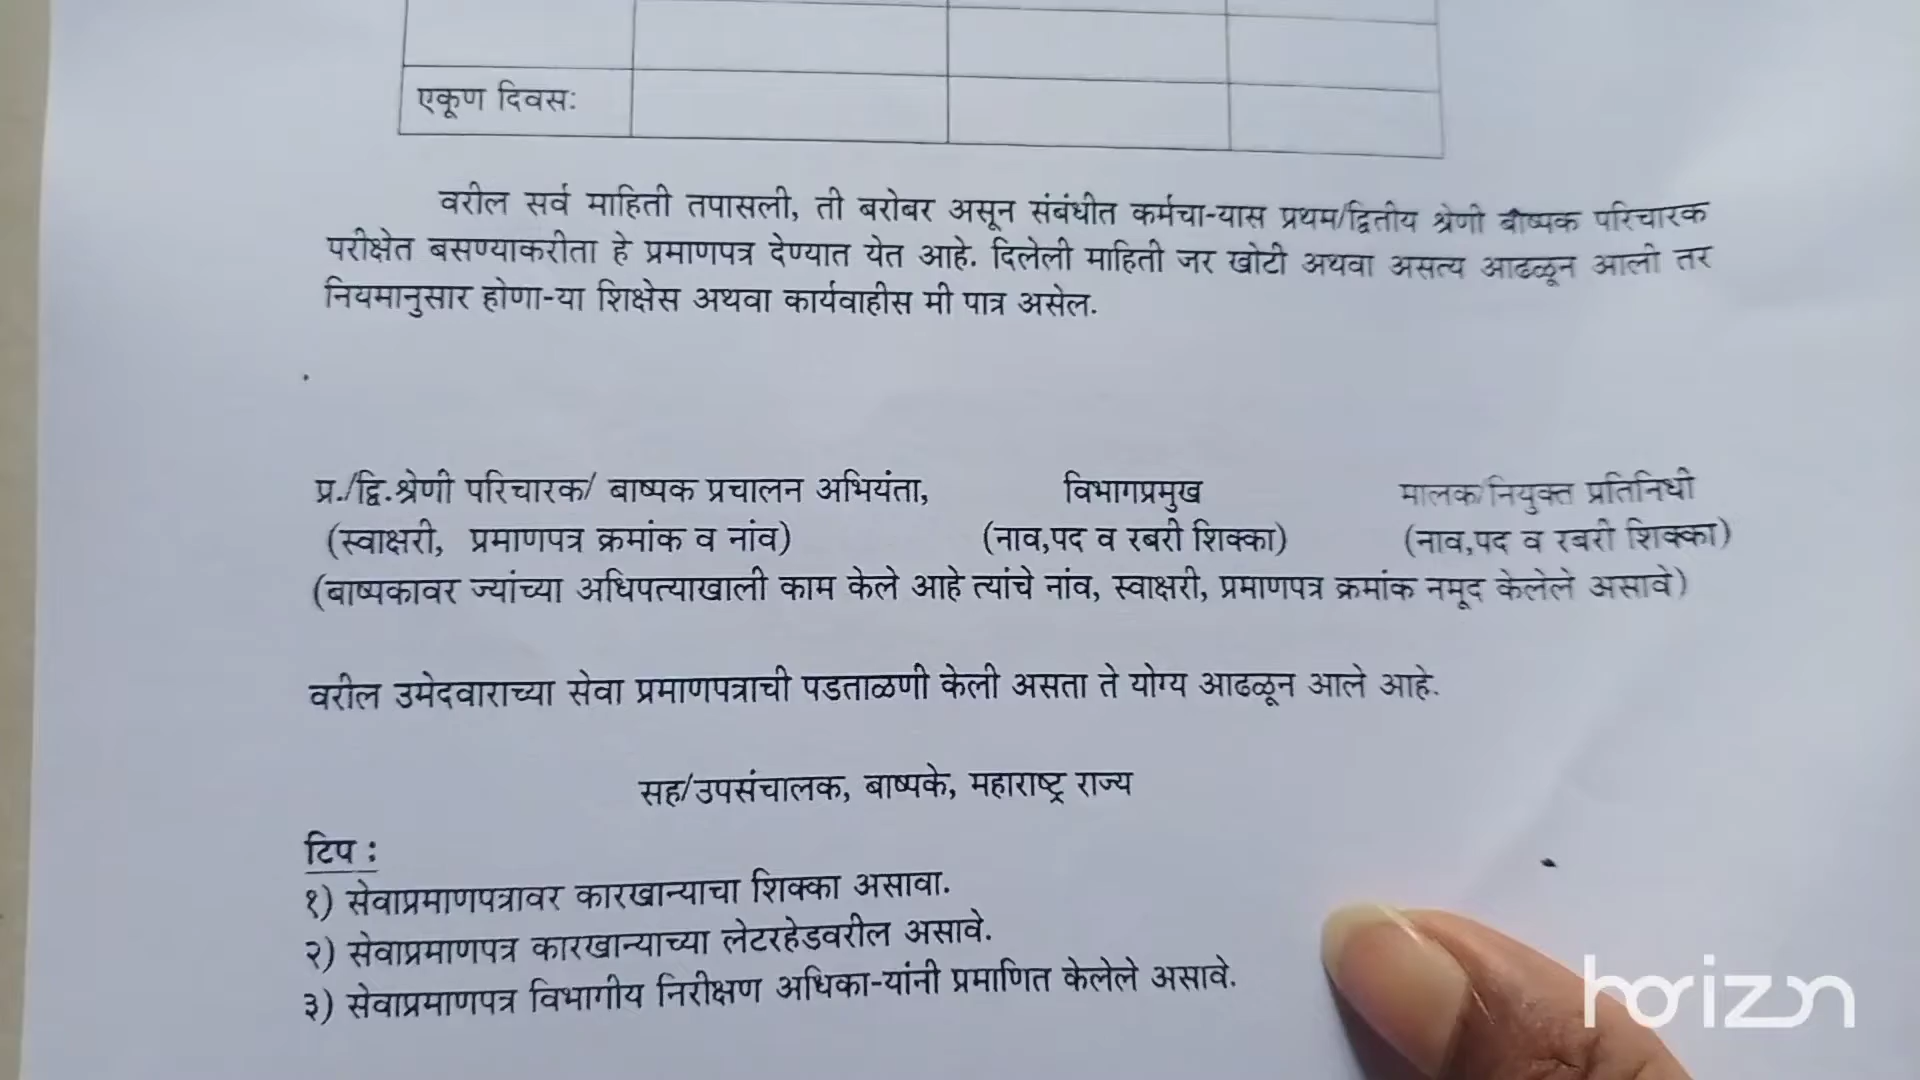 एकूण दिवसः
वरील सर्व माहिती तपासली, ती बरोबर असून संबंधीत कर्मचा-यास प्रथम/द्वितीय श्रेणी बाष्पक परिचारक
परीक्षेत बसण्याकरीता हे प्रमाणपत्र देण्यात येत आहे. दिलेली माहिती जर खोटी अथवा असत्य आढळून आली तर
नियमानुसार होणा-या शिक्षेस अथवा कार्यवाहीस मी पात्र असेल.
प्र./द्वि.श्रेणी परिचारक/ बाष्पक प्रचालन अभियंता, विभागप्रमुख मालक/नियुक्त प्रतिनिधी
(स्वाक्षरी, प्रमाणपत्र क्रमांक व नांव) (नाव,पद व रबरी शिक्का) (नाव,पद व रबरी शिक्का)
(बाष्पकावर ज्यांच्या अधिपत्याखाली काम केले आहे त्यांचे नांव, स्वाक्षरी, प्रमाणपत्र क्रमांक नमूद केलेले असावे)
वरील उमेदवाराच्या सेवा प्रमाणपत्राची पडताळणी केली असता ते योग्य आढळून आले आहे.
सह/उपसंचालक, बाष्पके, महाराष्ट्र राज्य
टिप :
१) सेवाप्रमाणपत्रावर कारखान्याचा शिक्का असावा.
२) सेवाप्रमाणपत्र कारखान्याच्या लेटरहेडवरील असावे.
३) सेवाप्रमाणपत्र विभागीय निरीक्षण अधिका-यांनी प्रमाणित केलेले असावे.
horizon